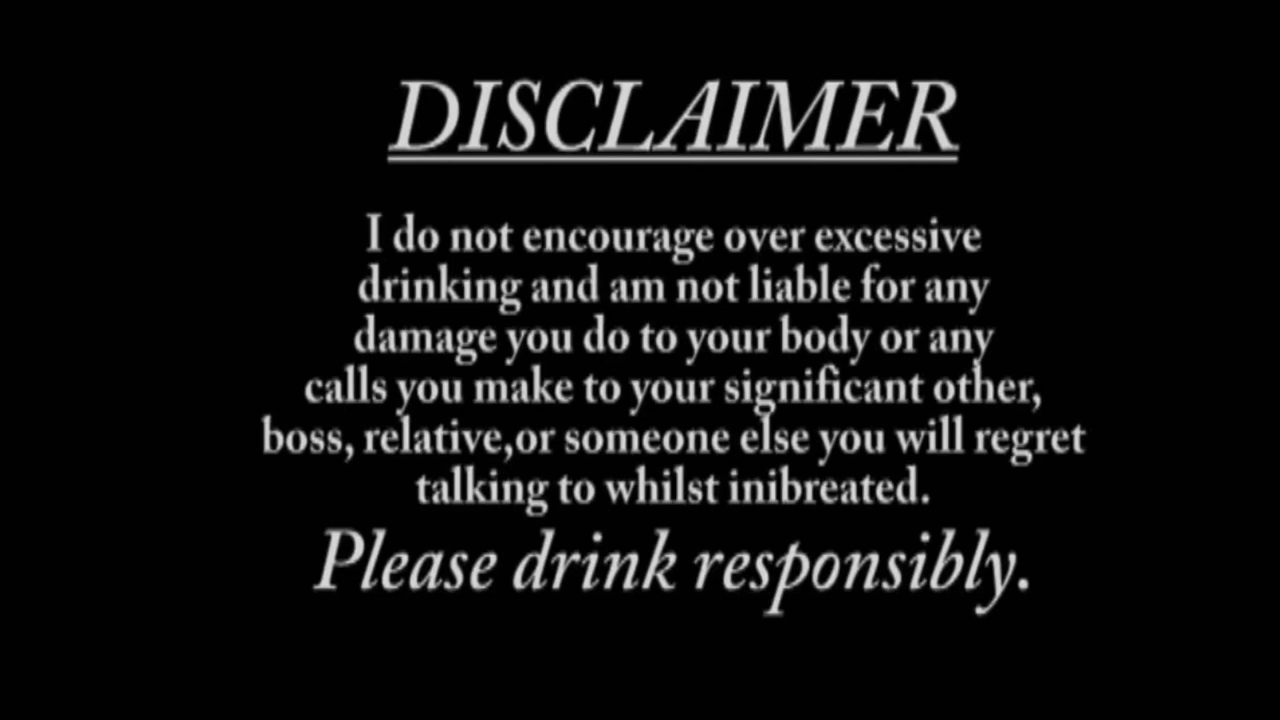 DISCLAIMER
I do not encourage over excessive
drinking and am not liable for any
damage you do to your body or any
calls you make to your significant other,
boss, relative,or someone else you will regret
talking to whilst inibreated.
Please drink responsibly.